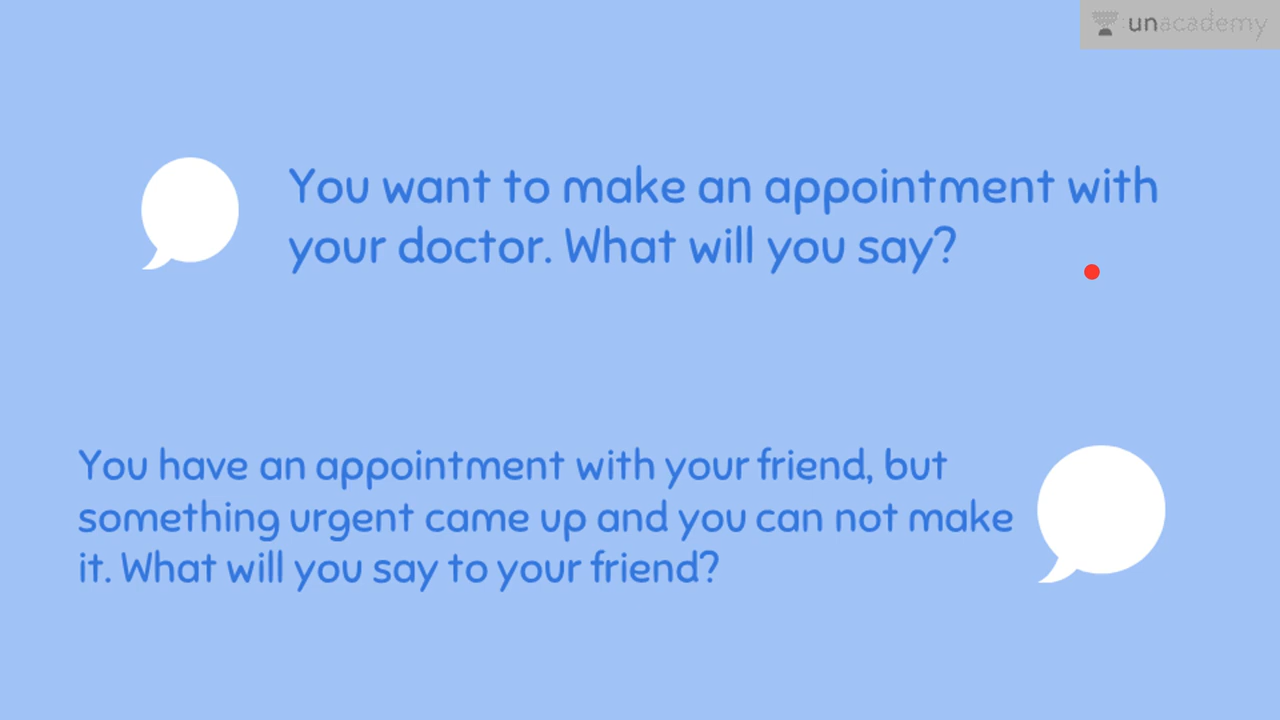 unacademy
You want to make an appointment with
your doctor. What will you say?
You have an appointment with your friend, but
something urgent came up and you can not make
it. What will you say to your friend?